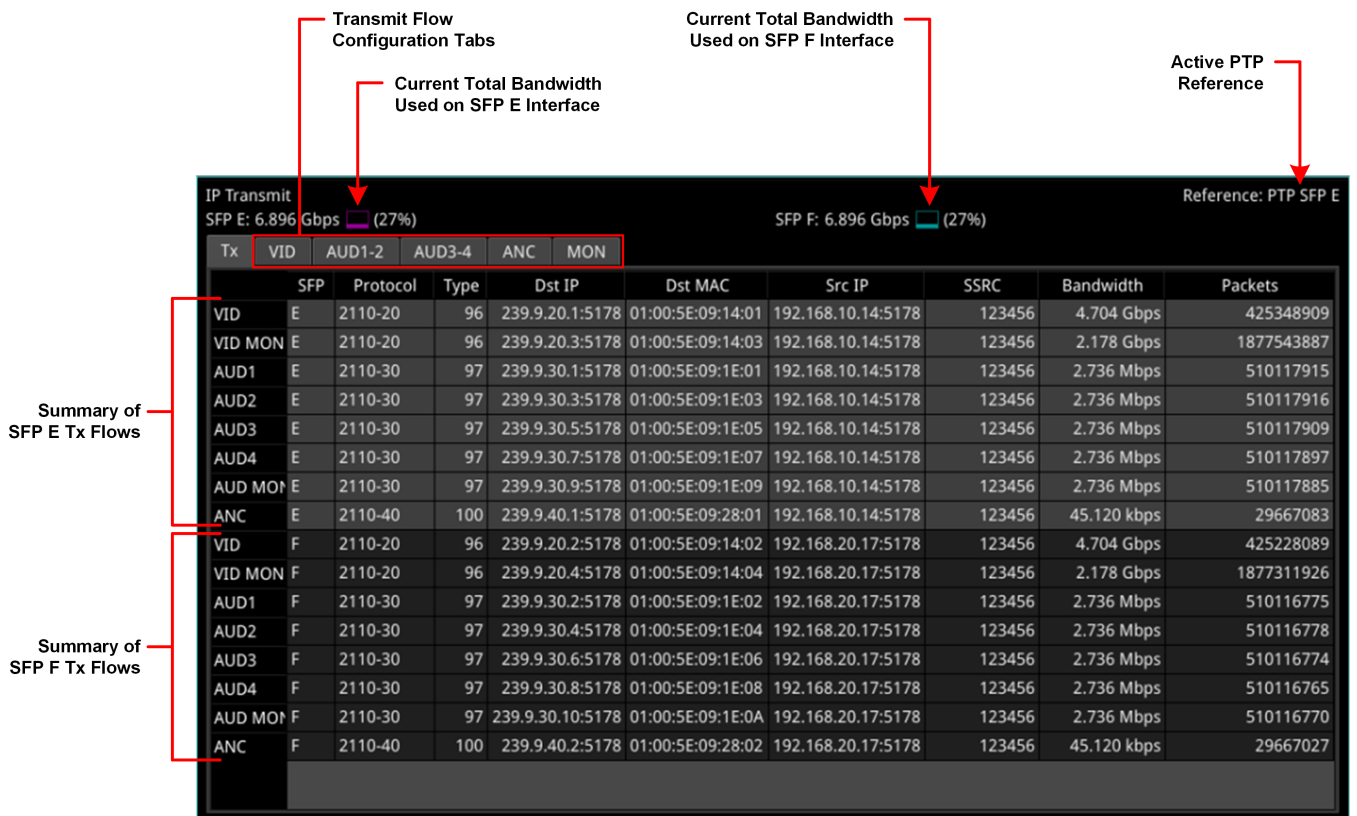 Transmit Flow
Configuration Tabs
Current Total Bandwidth
Used on SFP F Interface
Active PTP
Reference
Current Total Bandwidth
Used on SFP E Interface
IP Transmit
Reference: PTP SFP E
SFP E: 6.896 Gbps (27%)
SFP F: 6.896 Gbps (27%)
Tx VID AUD1-2 AUD3-4 ANC MON
SFP Protocol Type Dst IP Dst MAC Src IP SSRC Bandwidth Packets
VID E 2110-20 96 239.9.20.1:5178 01:00:5E:09:14:01 192.168.10.14:5178 123456 4.704 Gbps 425348909
VID MON E 2110-20 96 239.9.20.3:5178 01:00:5E:09:14:03 192.168.10.14:5178 123456 2.178 Gbps 1877543887
AUD1 E 2110-30 97 239.9.30.1:5178 01:00:5E:09:1E:01 192.168.10.14:5178 123456 2.736 Mbps 510117915
AUD2 E 2110-30 97 239.9.30.3:5178 01:00:5E:09:1E:03 192.168.10.14:5178 123456 2.736 Mbps 510117916
AUD3 E 2110-30 97 239.9.30.5:5178 01:00:5E:09:1E:05 192.168.10.14:5178 123456 2.736 Mbps 510117909
AUD4 E 2110-30 97 239.9.30.7:5178 01:00:5E:09:1E:07 192.168.10.14:5178 123456 2.736 Mbps 510117897
AUD MON E 2110-30 97 239.9.30.9:5178 01:00:5E:09:1E:09 192.168.10.14:5178 123456 2.736 Mbps 510117885
ANC E 2110-40 100 239.9.40.1:5178 01:00:5E:09:28:01 192.168.10.14:5178 123456 45.120 kbps 29667083
Summary of
SFP E Tx Flows
VID F 2110-20 96 239.9.20.2:5178 01:00:5E:09:14:02 192.168.20.17:5178 123456 4.704 Gbps 425228089
VID MON F 2110-20 96 239.9.20.4:5178 01:00:5E:09:14:04 192.168.20.17:5178 123456 2.178 Gbps 1877311926
AUD1 F 2110-30 97 239.9.30.2:5178 01:00:5E:09:1E:02 192.168.20.17:5178 123456 2.736 Mbps 510116775
AUD2 F 2110-30 97 239.9.30.4:5178 01:00:5E:09:1E:04 192.168.20.17:5178 123456 2.736 Mbps 510116778
AUD3 F 2110-30 97 239.9.30.6:5178 01:00:5E:09:1E:06 192.168.20.17:5178 123456 2.736 Mbps 510116774
AUD4 F 2110-30 97 239.9.30.8:5178 01:00:5E:09:1E:08 192.168.20.17:5178 123456 2.736 Mbps 510116765
AUD MON F 2110-30 97 239.9.30.10:5178 01:00:5E:09:1E:0A 192.168.20.17:5178 123456 2.736 Mbps 510116770
ANC F 2110-40 100 239.9.40.2:5178 01:00:5E:09:28:02 192.168.20.17:5178 123456 45.120 kbps 29667027
Summary of
SFP F Tx Flows